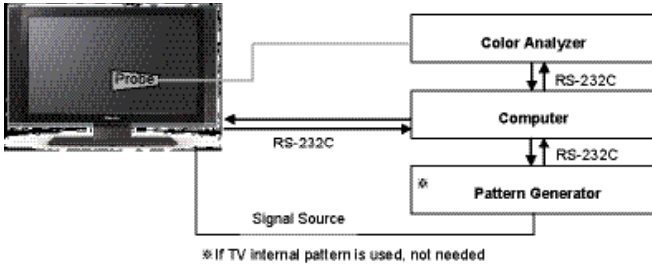 Color Analyzer
Probe
RS-232C
Computer
RS-232C
RS-232C
※ Pattern Generator
Signal Source
※If TV internal pattern is used, not needed